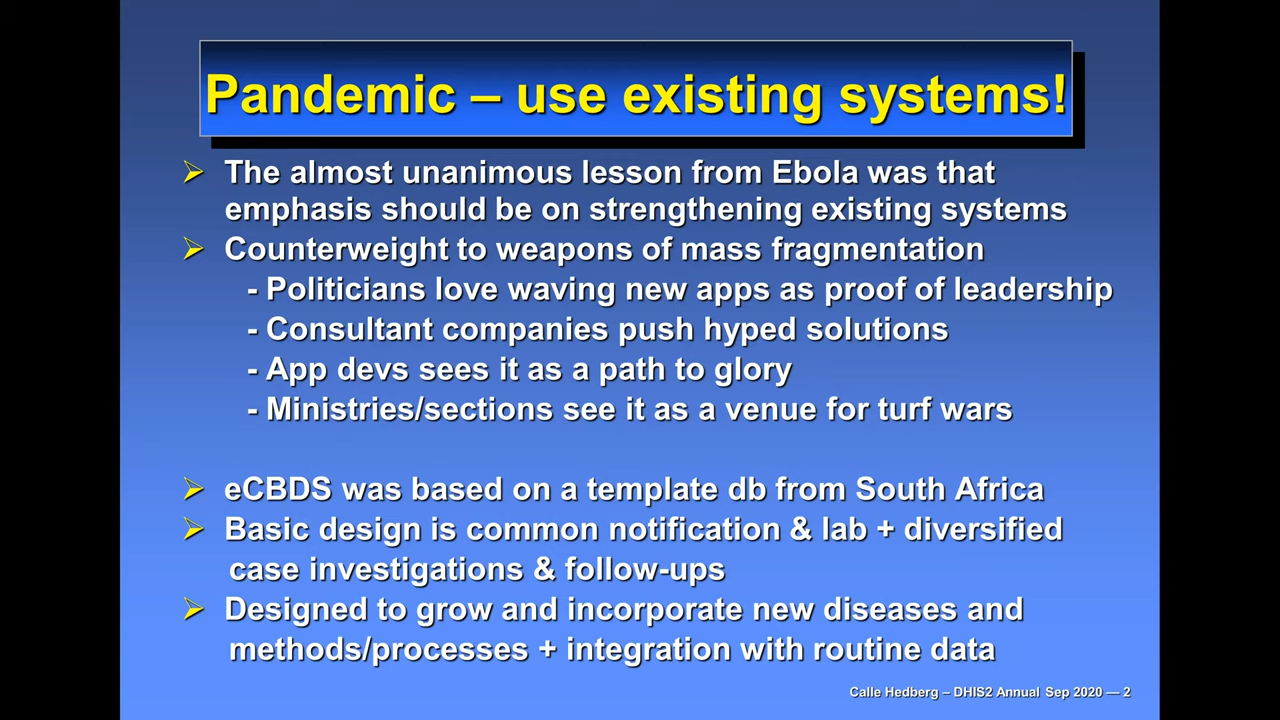 Pandemic – use existing systems!
➢ The almost unanimous lesson from Ebola was that
emphasis should be on strengthening existing systems
➢ Counterweight to weapons of mass fragmentation
- Politicians love waving new apps as proof of leadership
- Consultant companies push hyped solutions
- App devs sees it as a path to glory
- Ministries/sections see it as a venue for turf wars
➢ eCBDS was based on a template db from South Africa
➢ Basic design is common notification & lab + diversified
case investigations & follow-ups
➢ Designed to grow and incorporate new diseases and
methods/processes + integration with routine data
Calle Hedberg – DHIS2 Annual Sep 2020 — 2